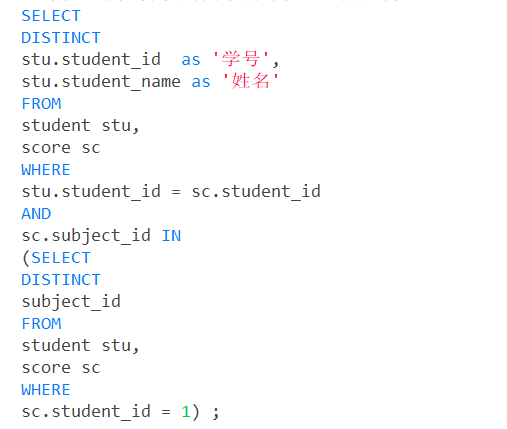 SELECT
DISTINCT
stu.student_id  as '学号',
stu.student_name as '姓名'
FROM
student stu,
score sc
WHERE
stu.student_id = sc.student_id
AND
sc.subject_id IN
(SELECT
DISTINCT
subject_id
FROM
student stu,
score sc
WHERE
sc.student_id = 1) ;